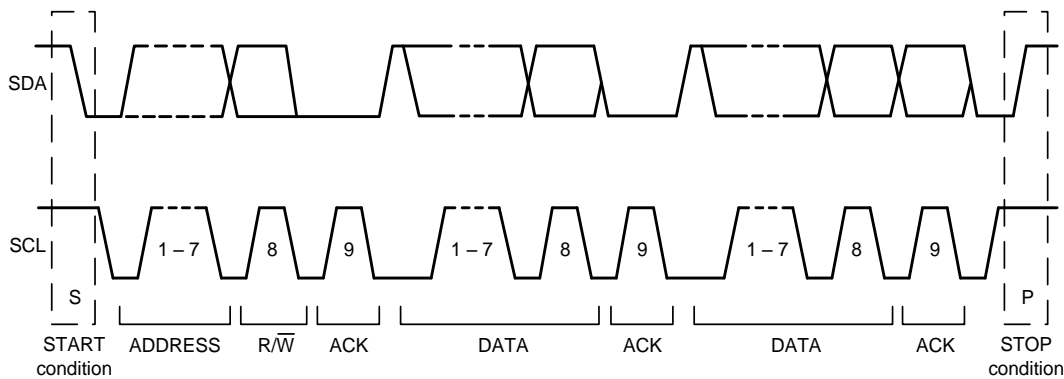 SDA
SCL
1 – 7
8
9
1 – 7
8
9
1 – 7
8
9
S
P
START
condition
ADDRESS
R/W̅
ACK
DATA
ACK
DATA
ACK
STOP
condition